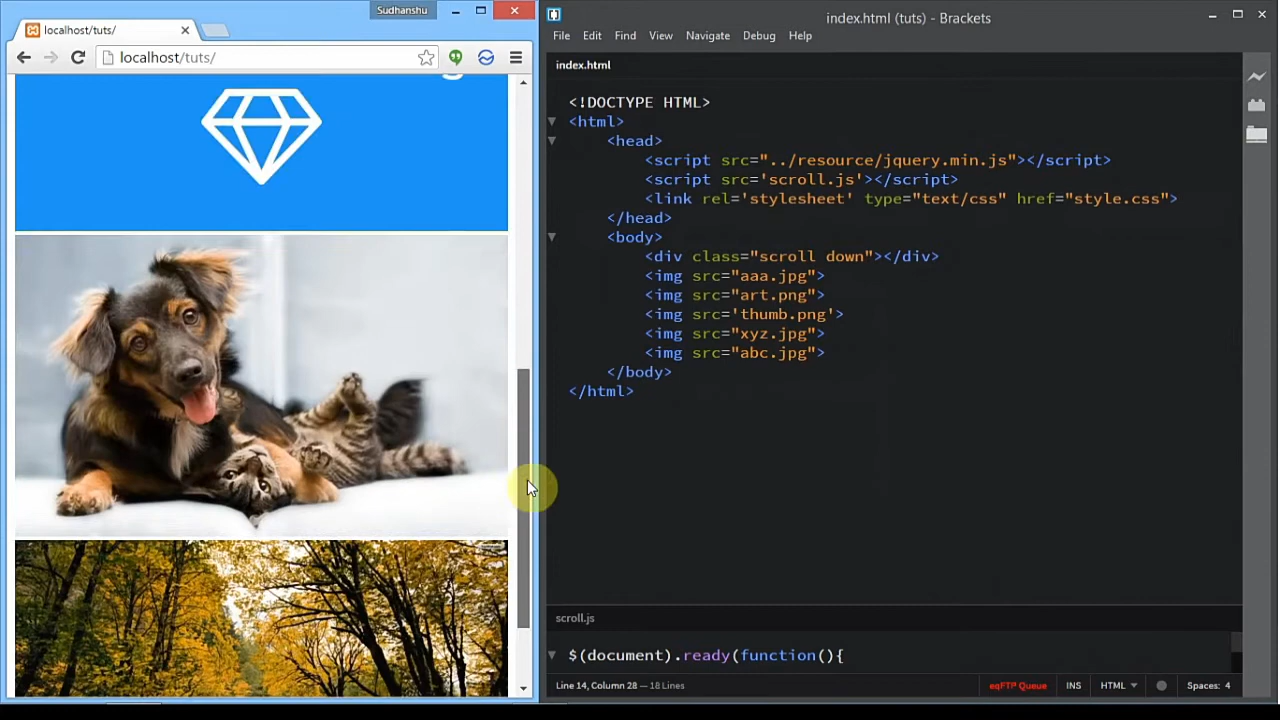 Sudhanshu
localhost/tuts/
localhost/tuts/
index.html (tuts) - Brackets
File Edit Find View Navigate Debug Help
index.html
<!DOCTYPE HTML>
<html>
<head>
<script src="../resource/jquery.min.js"></script>
<script src='scroll.js'></script>
<link rel='stylesheet' type="text/css" href="style.css">
</head>
<body>
<div class="scroll down"></div>
<img src="aaa.jpg">
<img src="art.png">
<img src='thumb.png'>
<img src="xyz.jpg">
<img src="abc.jpg">
</body>
</html>
scroll.js
$(document).ready(function(){
Line 14, Column 28 — 18 Lines
eqFTP Queue INS HTML Spaces: 4